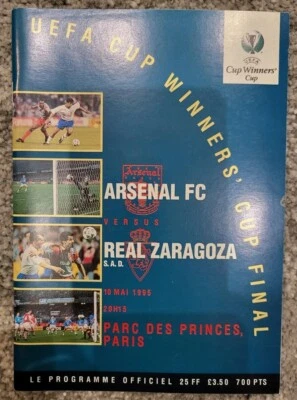 UEFA CUP WINNERS' CUP FINAL
UEFA
Cup Winners'
Cup
Arsenal
ARSENAL FC
VERSUS
REAL ZARAGOZA
S.A.D.
10 MAI 1995
20H15
PARC DES PRINCES,
PARIS
LE PROGRAMME OFFICIEL 25 FF £3.50 700 PTS